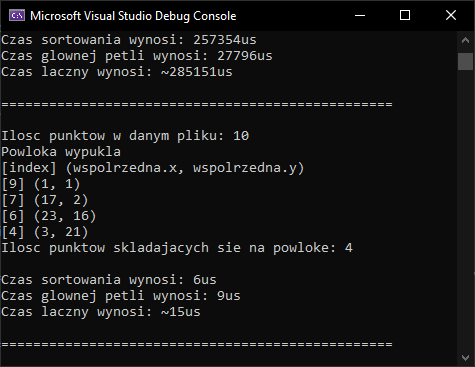 Microsoft Visual Studio Debug Console
Czas sortowania wynosi: 257354us
Czas glownej petli wynosi: 27796us
Czas laczny wynosi: ~285151us
=================================================
Ilosc punktow w danym pliku: 10
Powloka wypukla
[index] (wspolrzedna.x, wspolrzedna.y)
[9] (1, 1)
[7] (17, 2)
[6] (23, 16)
[4] (3, 21)
Ilosc punktow skladajacych sie na powloke: 4
Czas sortowania wynosi: 6us
Czas glownej petli wynosi: 9us
Czas laczny wynosi: ~15us
=================================================